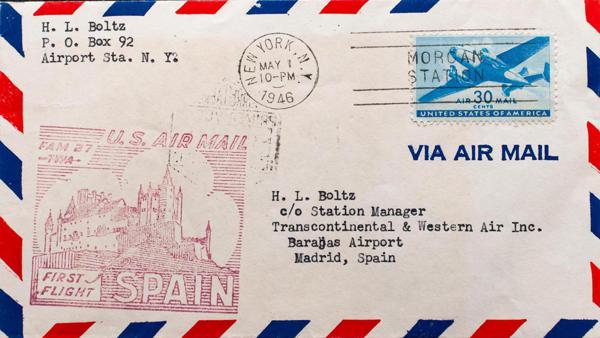 H. L. Boltz
P. O. Box 92
Airport Sta. N. Y.
NEW YORK, N.Y.
MAY 1
10-PM
1946
MORGAN
STATION
AIR 30 MAIL
CENTS
UNITED STATES OF AMERICA
VIA AIR MAIL
FAM 27
-TWA-
U.S. AIR MAIL
FIRST
FLIGHT
SPAIN
H. L. Boltz
c/o Station Manager
Transcontinental & Western Air Inc.
Barajas Airport
Madrid, Spain